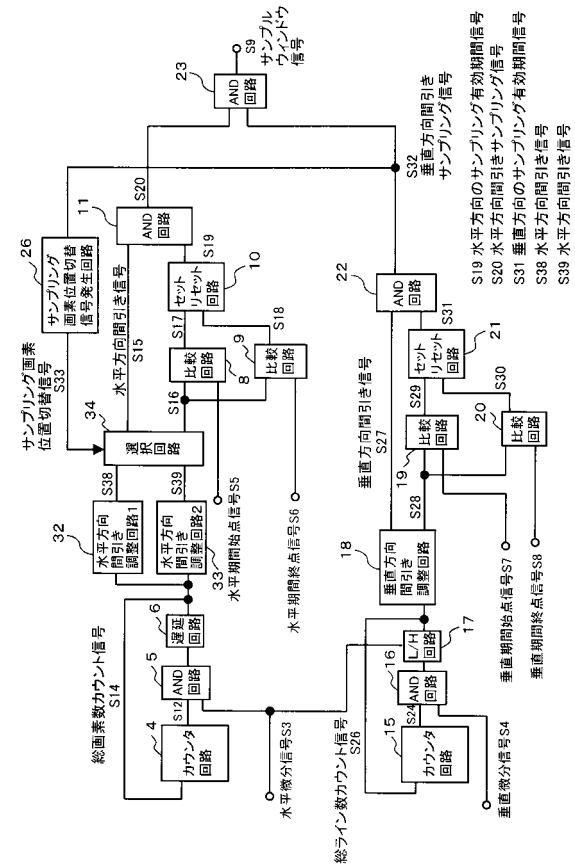 総画素数カウント信号
S14
4
カウンタ
回路
S12
5
AND
回路
6
遅延
回路
水平微分信号S3
32
水平方向
間引き
調整回路1
水平方向
間引き
調整回路2
33
S38
S39
サンプリング画素
位置切替信号
S33
34
選択
回路
26
サンプリング
画素位置切替
信号発生回路
水平方向間引き信号
S15
S16
比較
回路
8
比較
回路
9
S17
S18
セット
リセット
回路
10
S19
11
AND
回路
S20
水平期間始点信号S5
水平期間終点信号S6
23
AND
回路
S9
サンプル
ウィンドウ
信号
総ライン数カウント信号
S26
15
カウンタ
回路
S24
16
AND
回路
L/H
回路
17
垂直微分信号S4
18
垂直方向
間引き
調整回路
垂直方向間引き信号
S27
S28
19
比較
回路
20
比較
回路
S29
S30
セット
リセット
回路
21
S31
22
AND
回路
垂直期間始点信号S7
垂直期間終点信号S8
S32
垂直方向間引き
サンプリング信号
S19 水平方向のサンプリング有効期間信号
S20 水平方向間引きサンプリング信号
S31 垂直方向のサンプリング有効期間信号
S38 水平方向間引き信号
S39 水平方向間引き信号